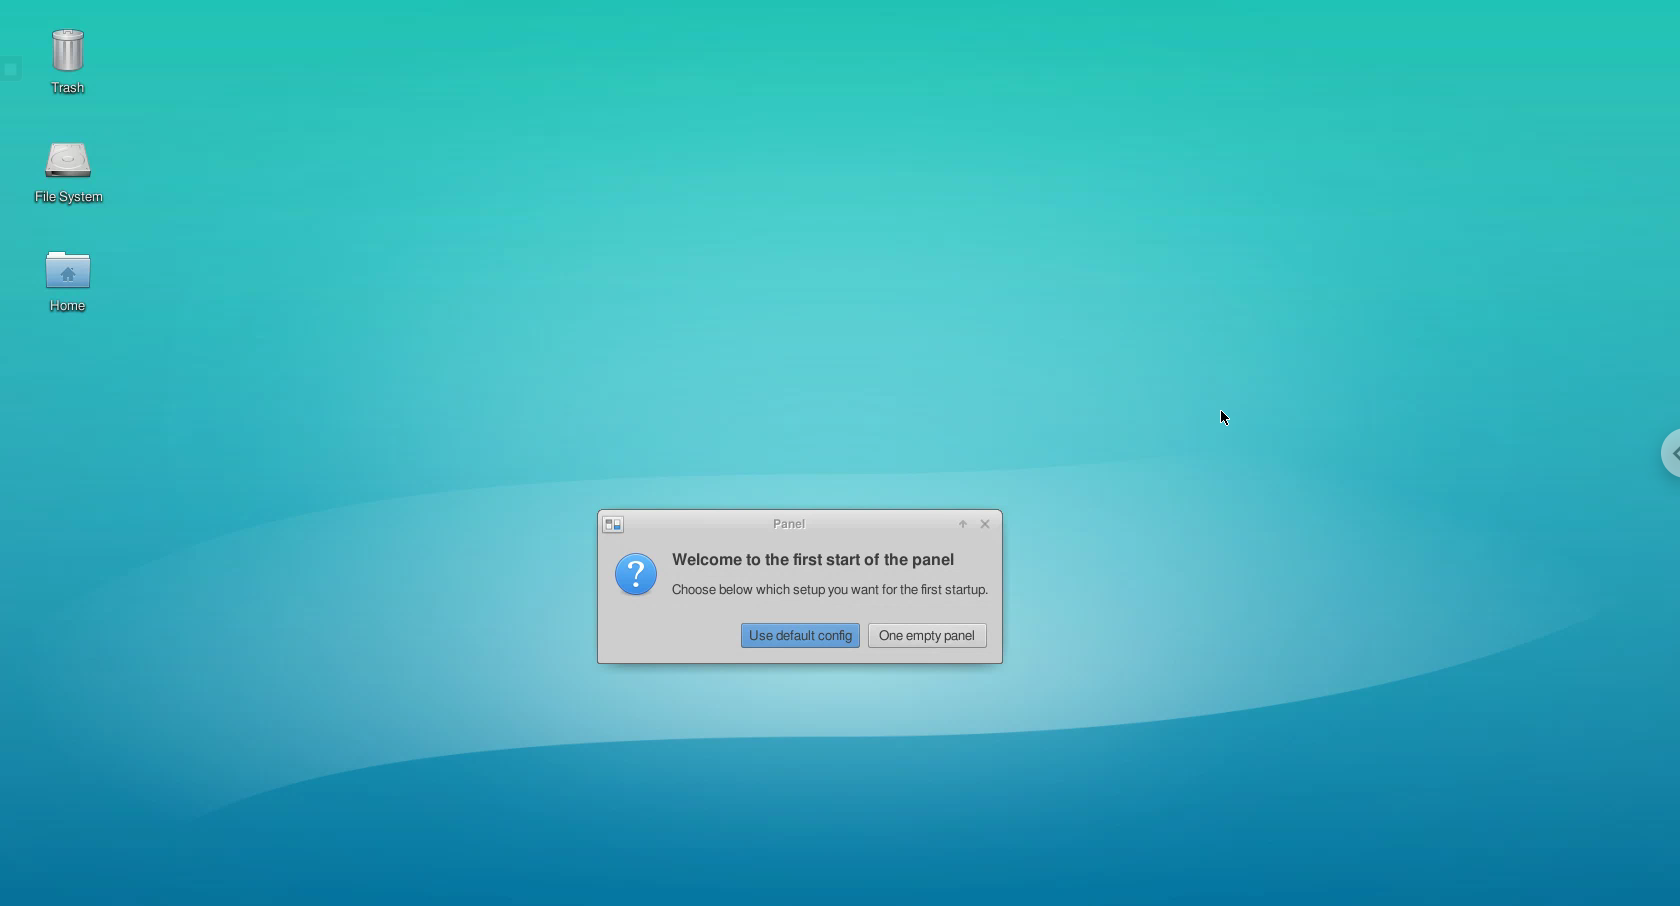 Trash
File System
Home
Panel
Welcome to the first start of the panel
Choose below which setup you want for the first startup.
Use default config
One empty panel